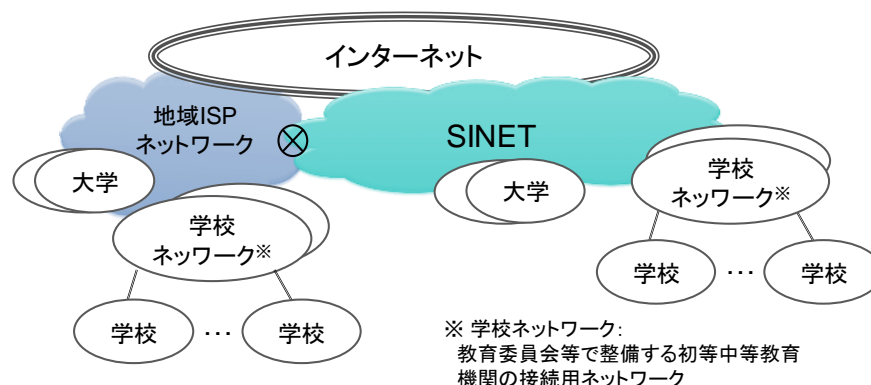 インターネット
地域ISP
ネットワーク
SINET
大学
大学
学校
ネッワーク※
学校
ネットワーク※
学校
…
学校
学校
…
学校
※ 学校ネットワーク:
教育委員会等で整備する初等中等教育
機関の接続用ネットワーク